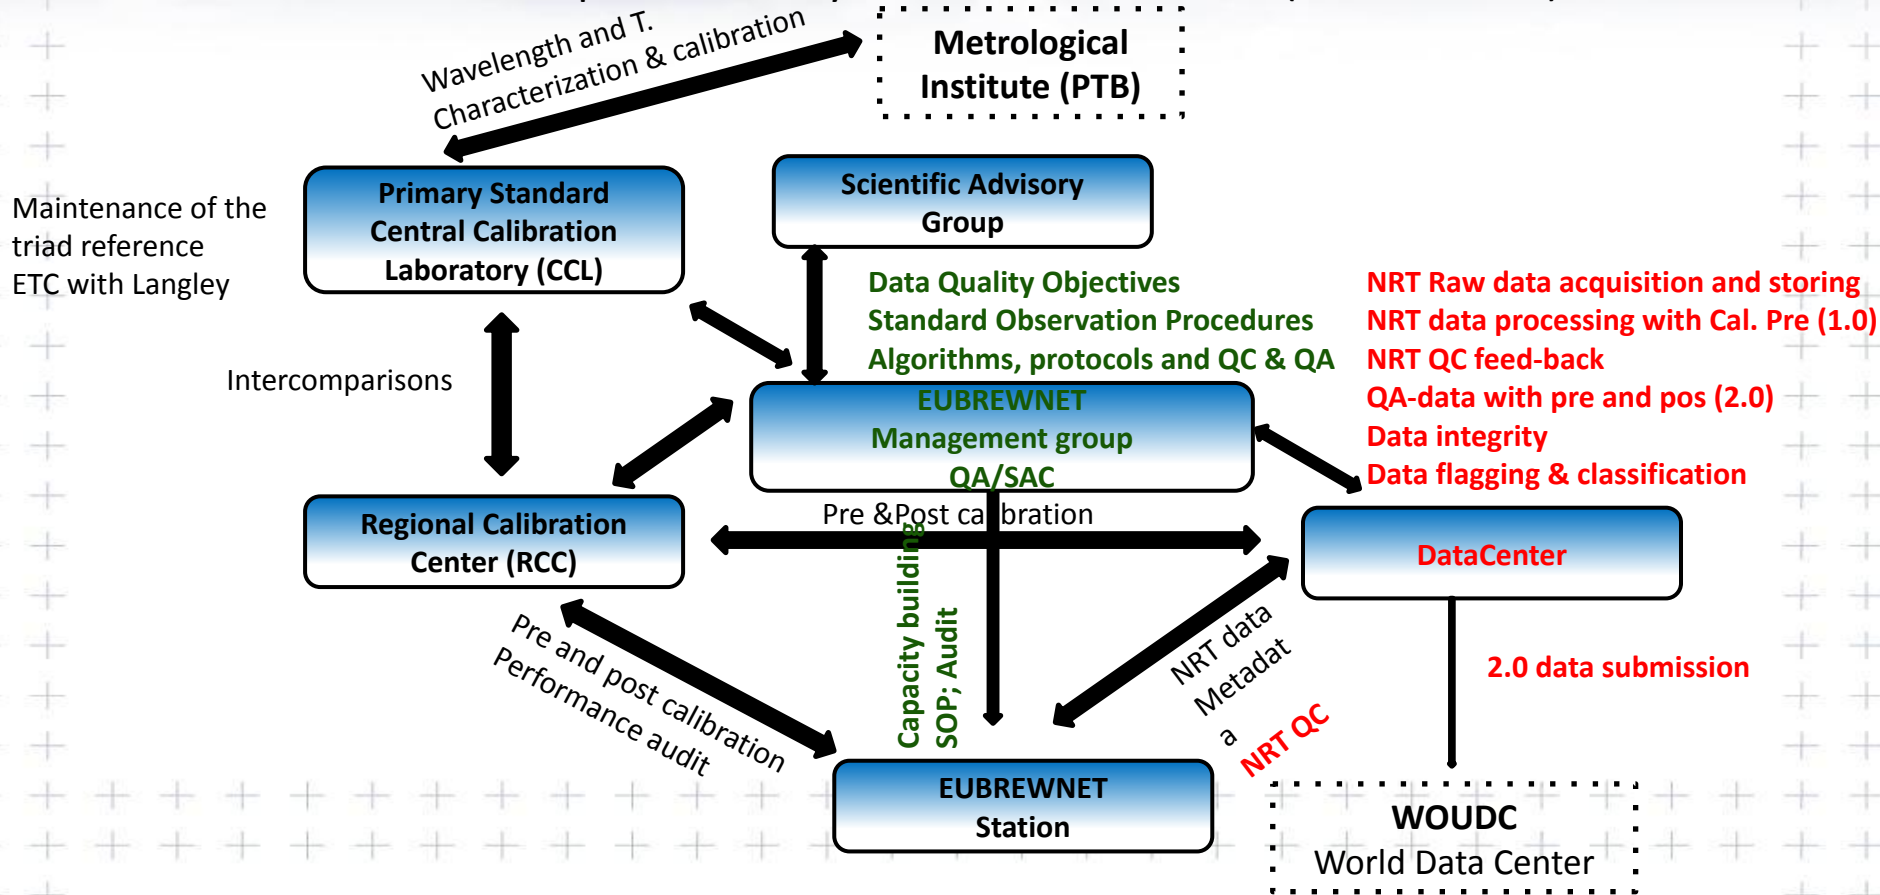 Wavelength and T.
Characterization & calibration
Metrological
Institute (PTB)
Primary Standard
Central Calibration
Laboratory (CCL)
Scientific Advisory
Group
Maintenance of the
triad reference
ETC with Langley
Data Quality Objectives
Standard Observation Procedures
Algorithms, protocols and QC & QA
NRT Raw data acquisition and storing
NRT data processing with Cal. Pre (1.0)
NRT QC feed-back
QA-data with pre and pos (2.0)
Data integrity
Data flagging & classification
Intercomparisons
EUBREWNET
Management group
QA/SAC
Regional Calibration
Center (RCC)
Pre &Post calibration
DataCenter
Capacity building
SOP; Audit
Pre and post calibration
Performance audit
NRT data
Metadat
a
NRT QC
2.0 data submission
EUBREWNET
Station
WOUDC
World Data Center